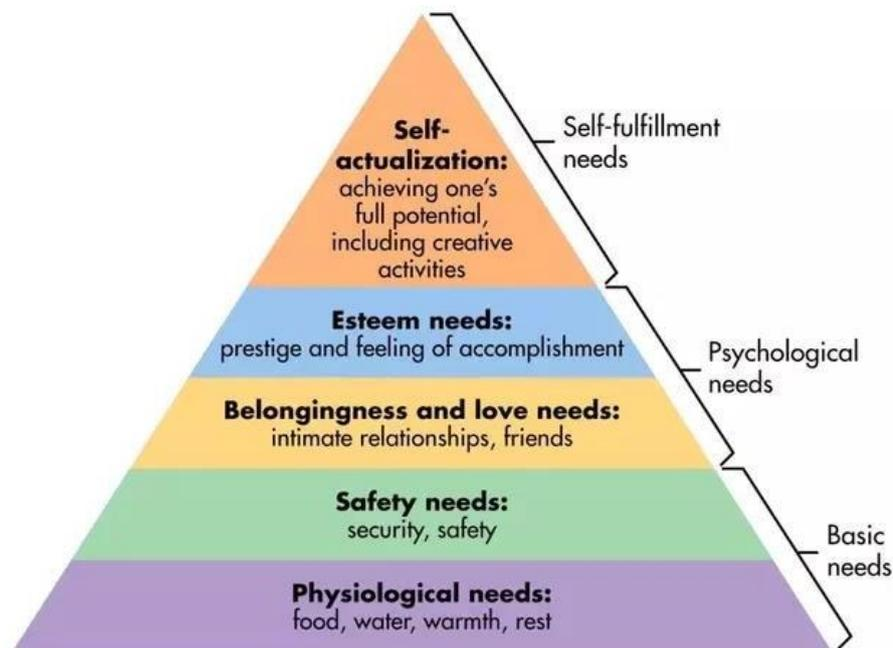 Self-
actualization:
achieving one's
full potential,
including creative
activities
Self-fulfillment
needs
Esteem needs:
prestige and feeling of accomplishment
Psychological
needs
Belongingness and love needs:
intimate relationships, friends
Safety needs:
security, safety
Basic
needs
Physiological needs:
food, water, warmth, rest